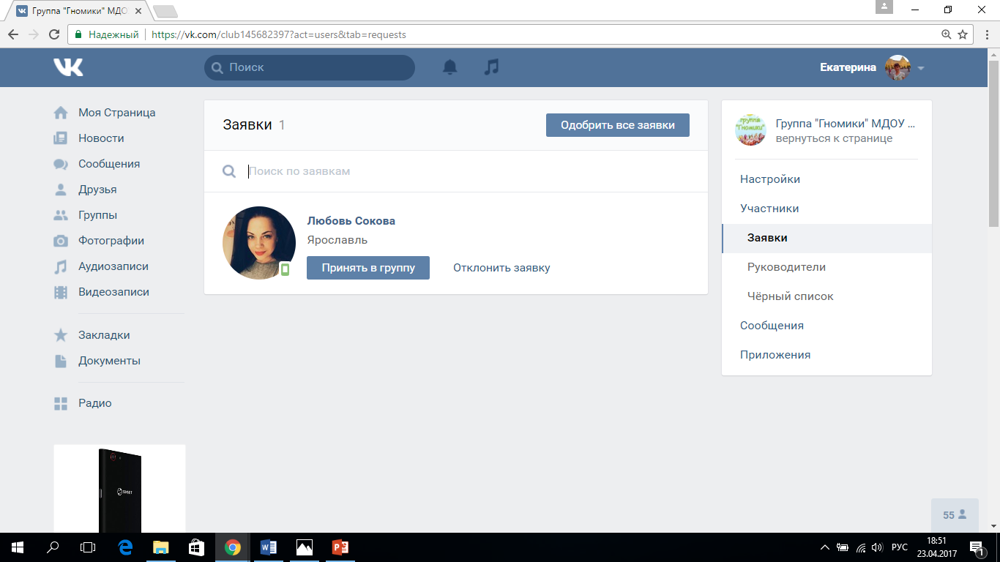 Группа "Гномики" МДО
Надежный
https://vk.com/club145682397?act=users&tab=requests
Поиск
Екатерина
Моя Страница
Новости
Сообщения
Друзья
Группы
Фотографии
Аудиозаписи
Видеозаписи
Закладки
Документы
Радио
Заявки 1
Одобрить все заявки
Поиск по заявкам
Любовь Сокова
Ярославль
Принять в группу
Отклонить заявку
группа
"Гномики"
Группа "Гномики" МДОУ ...
вернуться к странице
Настройки
Участники
Заявки
Руководители
Чёрный список
Сообщения
Приложения
55
РУС
18:51
23.04.2017
1